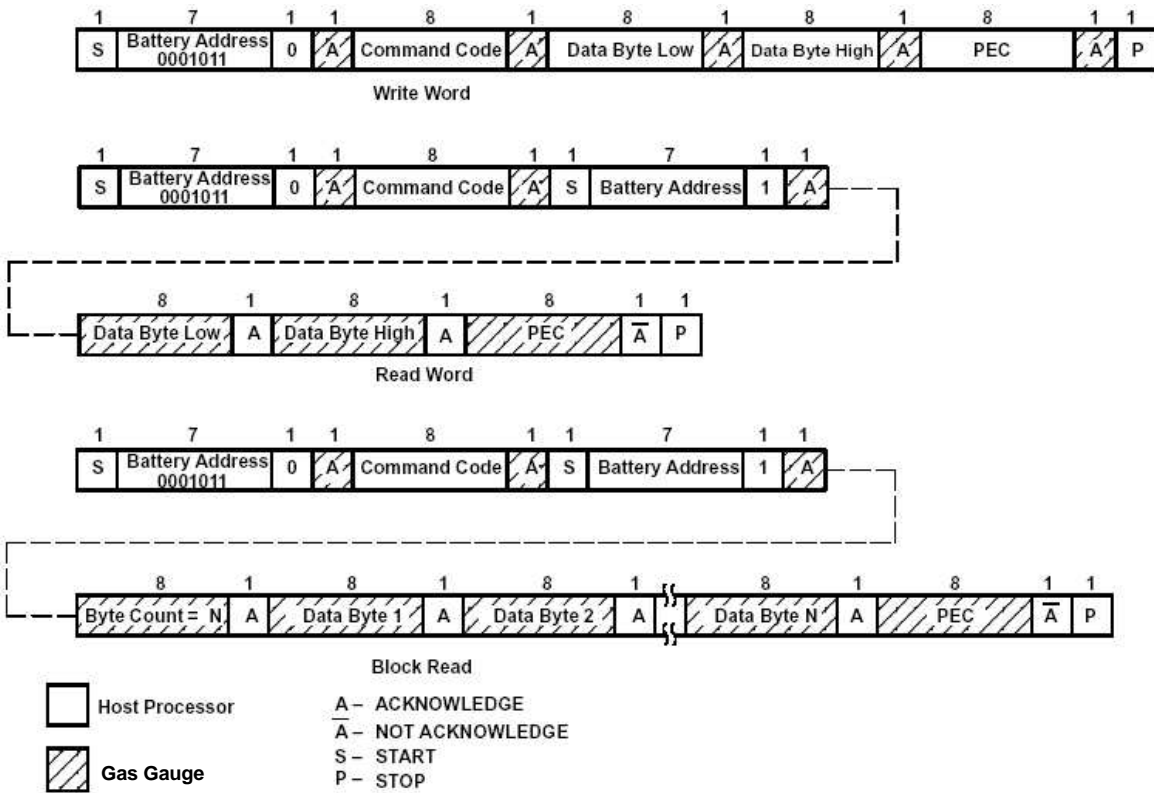 1 7 1 1 8 1 8 1 8 1 8 1 1
S Battery Address 0001011 0 A Command Code A Data Byte Low A Data Byte High A PEC A P
Write Word
1 7 1 1 8 1 1 7 1 1
S Battery Address 0001011 0 A Command Code A S Battery Address 1 A
8 1 8 1 8 1 1
Data Byte Low A Data Byte High A PEC A̅ P
Read Word
1 7 1 1 8 1 1 7 1 1
S Battery Address 0001011 0 A Command Code A S Battery Address 1 A
8 1 8 1 8 1 8 1 8 1 1
Byte Count = N A Data Byte 1 A Data Byte 2 A Data Byte N A PEC A̅ P
Block Read
Host Processor
Gas Gauge
A – ACKNOWLEDGE
A̅ – NOT ACKNOWLEDGE
S – START
P – STOP